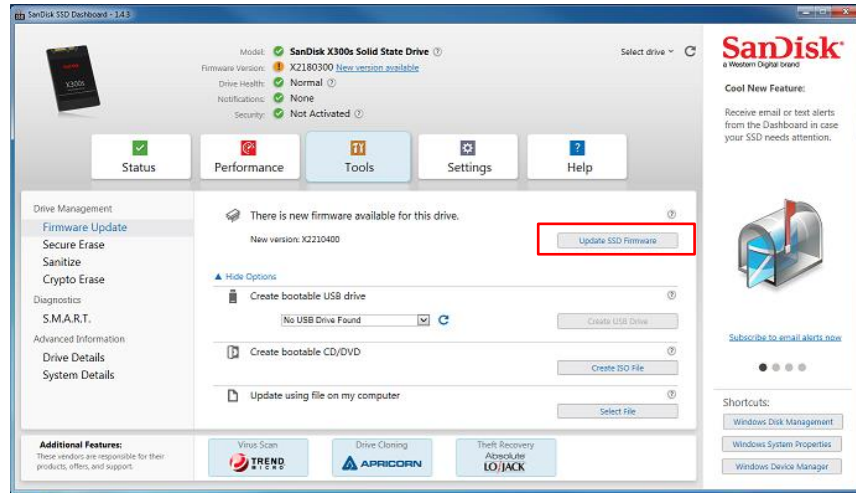 SanDisk SSD Dashboard - 1.4.3
X300s
Model: SanDisk X300s Solid State Drive
Firmware Version: X2180300 New version available
Drive Health: Normal
Notifications: None
Security: Not Activated
Select drive
Status
Performance
Tools
Settings
Help
Drive Management
Firmware Update
Secure Erase
Sanitize
Crypto Erase
Diagnostics
S.M.A.R.T.
Advanced Information
Drive Details
System Details
There is new firmware available for this drive.
New version: X2210400
Update SSD Firmware
Hide Options
Create bootable USB drive
No USB Drive Found
Create USB Drive
Create bootable CD/DVD
Create ISO File
Update using file on my computer
Select File
SanDisk
a Western Digital brand
Cool New Feature:
Receive email or text alerts
from the Dashboard in case
your SSD needs attention.
Subscribe to email alerts now
Shortcuts:
Windows Disk Management
Windows System Properties
Windows Device Manager
Additional Features:
These vendors are responsible for their
products, offers, and support.
Virus Scan
TREND
MICRO
Drive Cloning
APRICORN
Theft Recovery
Absolute
LOJACK